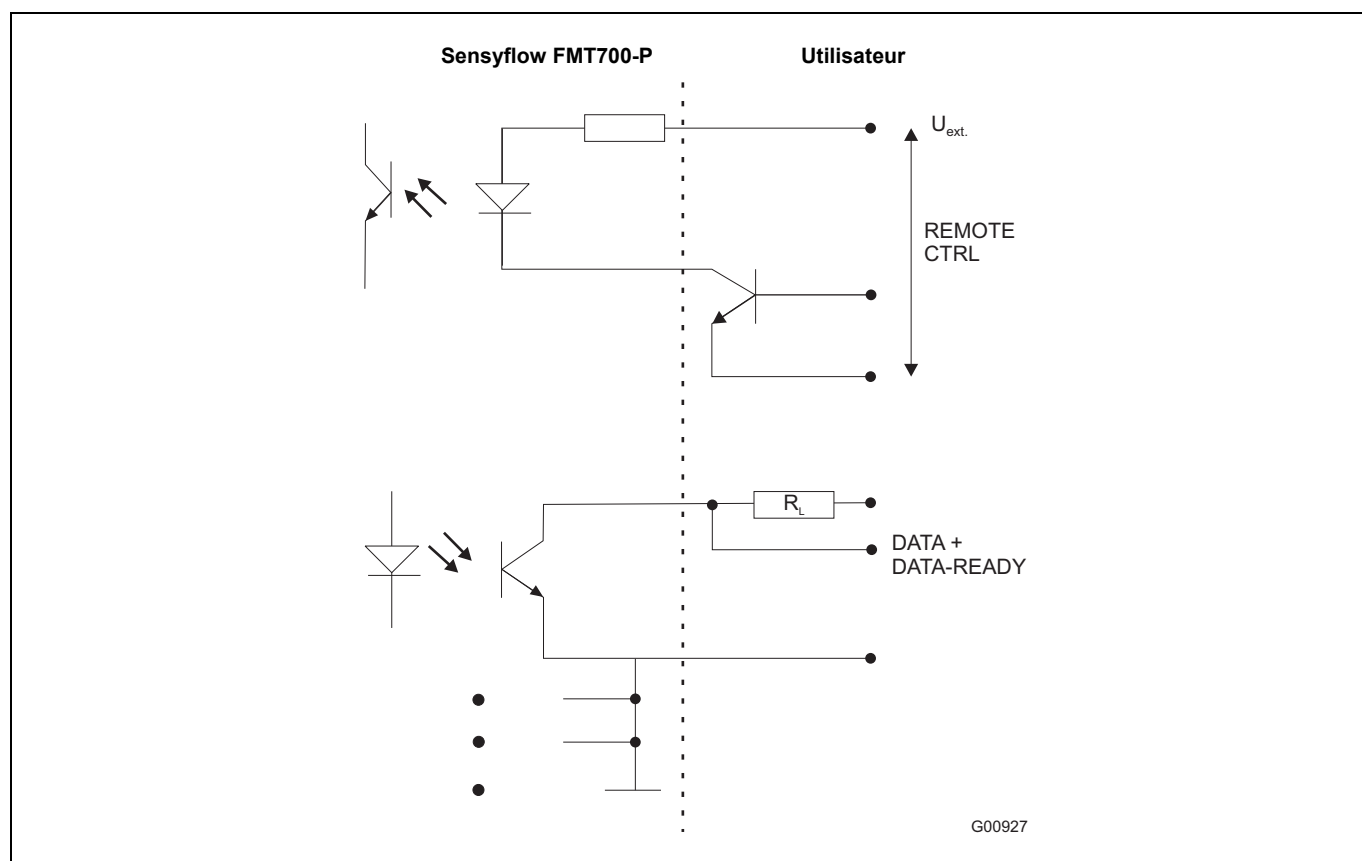 Sensyflow FMT700-P
Utilisateur
Uext.
REMOTE
CTRL
RL
DATA +
DATA-READY
G00927